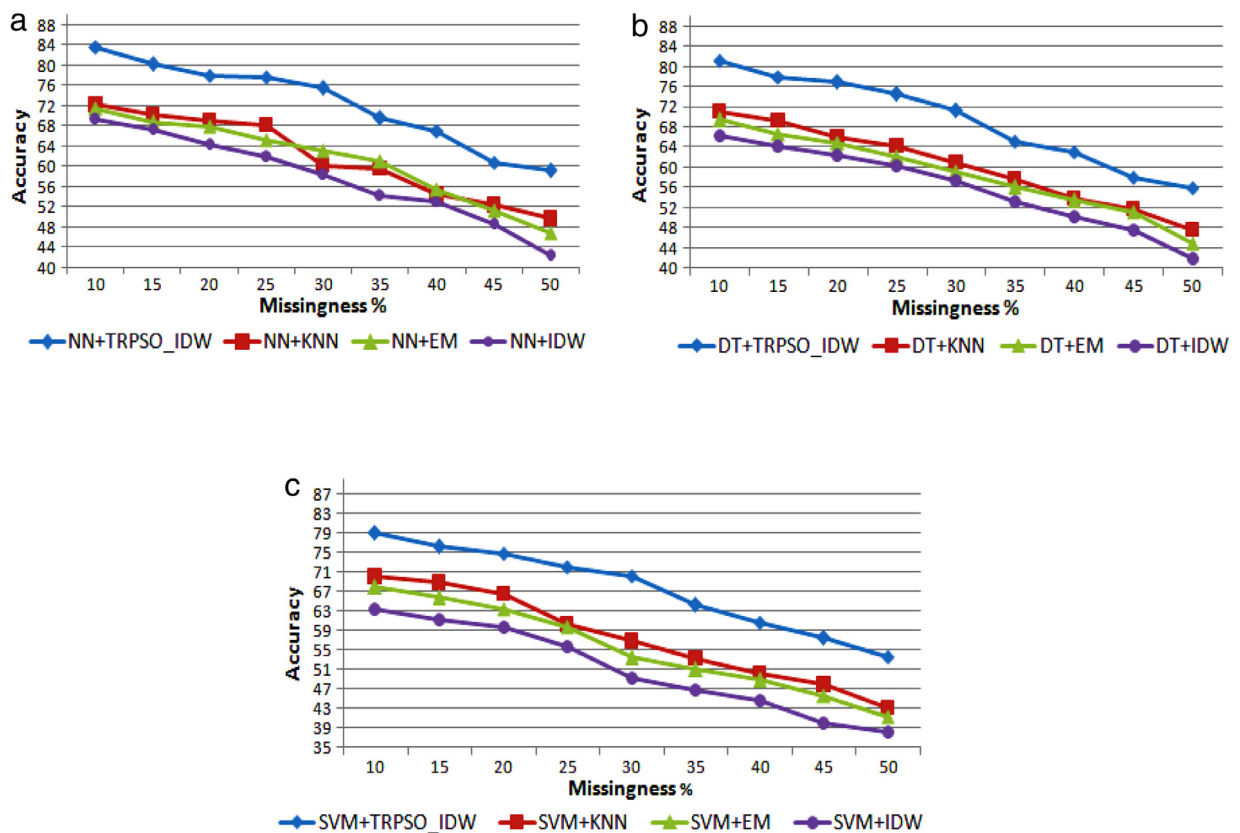 a
88
84
80
76
72
68
64
60
56
52
48
44
40
Accuracy
10 15 20 25 30 35 40 45 50
Missingness %
NN+TRPSO_IDW NN+KNN NN+EM NN+IDW
b
88
84
80
76
72
68
64
60
56
52
48
44
40
Accuracy
10 15 20 25 30 35 40 45 50
Missingness %
DT+TRPSO_IDW DT+KNN DT+EM DT+IDW
c
87
83
79
75
71
67
63
59
55
51
47
43
39
35
Accuracy
10 15 20 25 30 35 40 45 50
Missingness %
SVM+TRPSO_IDW SVM+KNN SVM+EM SVM+IDW